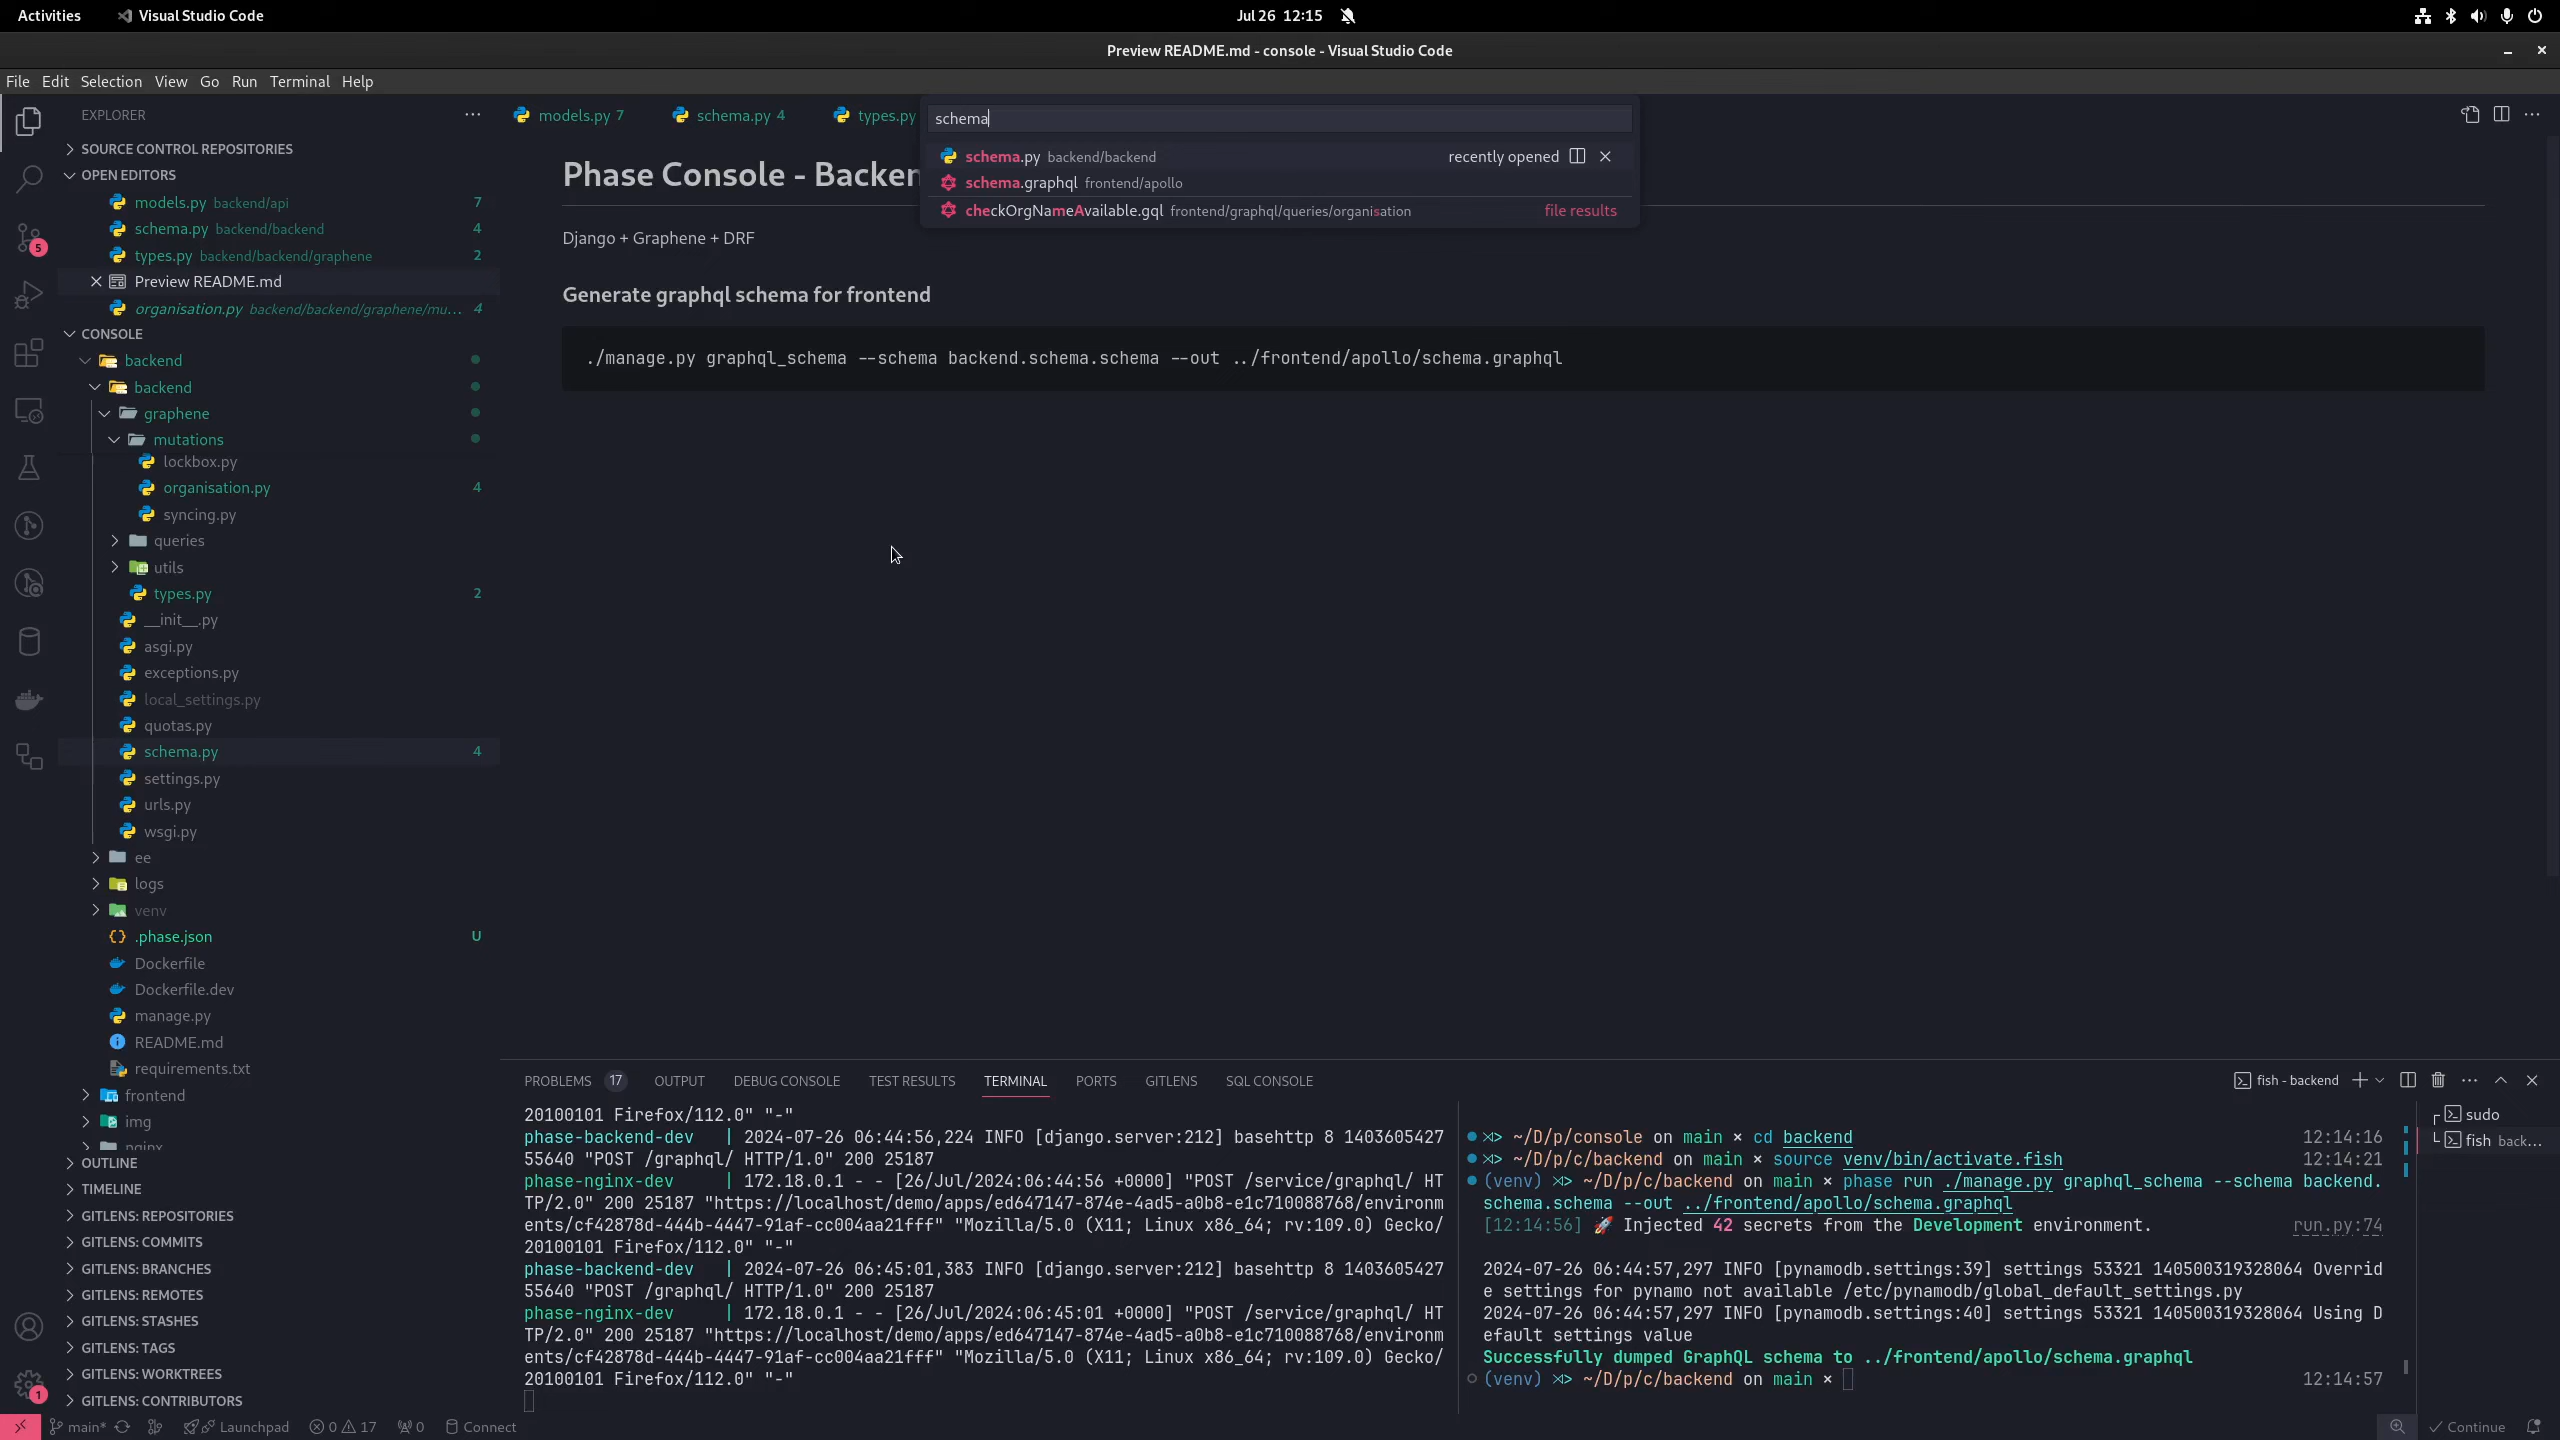 Activities
Visual Studio Code
Jul 26 12:15
Preview README.md - console - Visual Studio Code
File Edit Selection View Go Run Terminal Help
EXPLORER
SOURCE CONTROL REPOSITORIES
OPEN EDITORS
models.py backend/api 7
schema.py backend/backend 4
types.py backend/backend/graphene 2
Preview README.md
organisation.py backend/backend/graphene/mu... 4
CONSOLE
backend
backend
graphene
mutations
lockbox.py
organisation.py 4
syncing.py
queries
utils
types.py 2
__init__.py
asgi.py
exceptions.py
local_settings.py
quotas.py
schema.py 4
settings.py
urls.py
wsgi.py
ee
logs
venv
.phase.json U
Dockerfile
Dockerfile.dev
manage.py
README.md
requirements.txt
frontend
img
nginx
OUTLINE
TIMELINE
GITLENS: REPOSITORIES
GITLENS: COMMITS
GITLENS: BRANCHES
GITLENS: REMOTES
GITLENS: STASHES
GITLENS: TAGS
GITLENS: WORKTREES
GITLENS: CONTRIBUTORS
5
1
models.py 7
schema.py 4
types.py
schema
schema.py backend/backend recently opened
schema.graphql frontend/apollo
checkOrgNameAvailable.gql frontend/graphql/queries/organisation file results
Phase Console - Backen
Django + Graphene + DRF
Generate graphql schema for frontend
./manage.py graphql_schema --schema backend.schema.schema --out ../frontend/apollo/schema.graphql
PROBLEMS 17 OUTPUT DEBUG CONSOLE TEST RESULTS TERMINAL PORTS GITLENS SQL CONSOLE
fish - backend
20100101 Firefox/112.0" "-"
phase-backend-dev | 2024-07-26 06:44:56,224 INFO [django.server:212] basehttp 8 1403605427
55640 "POST /graphql/ HTTP/1.0" 200 25187
phase-nginx-dev | 172.18.0.1 - - [26/Jul/2024:06:44:56 +0000] "POST /service/graphql/ HT
TP/2.0" 200 25187 "https://localhost/demo/apps/ed647147-874e-4ad5-a0b8-e1c710088768/environm
ents/cf42878d-444b-4447-91af-cc004aa21fff" "Mozilla/5.0 (X11; Linux x86_64; rv:109.0) Gecko/
20100101 Firefox/112.0" "-"
phase-backend-dev | 2024-07-26 06:45:01,383 INFO [django.server:212] basehttp 8 1403605427
55640 "POST /graphql/ HTTP/1.0" 200 25187
phase-nginx-dev | 172.18.0.1 - - [26/Jul/2024:06:45:01 +0000] "POST /service/graphql/ HT
TP/2.0" 200 25187 "https://localhost/demo/apps/ed647147-874e-4ad5-a0b8-e1c710088768/environm
ents/cf42878d-444b-4447-91af-cc004aa21fff" "Mozilla/5.0 (X11; Linux x86_64; rv:109.0) Gecko/
20100101 Firefox/112.0" "-"
~/D/p/console on main × cd backend 12:14:16
~/D/p/c/backend on main × source venv/bin/activate.fish 12:14:21
(venv) ~/D/p/c/backend on main × phase run ./manage.py graphql_schema --schema backend.
schema.schema --out ../frontend/apollo/schema.graphql
[12:14:56] 🚀 Injected 42 secrets from the Development environment. run.py:74
2024-07-26 06:44:57,297 INFO [pynamodb.settings:39] settings 53321 140500319328064 Overrid
e settings for pynamo not available /etc/pynamodb/global_default_settings.py
2024-07-26 06:44:57,297 INFO [pynamodb.settings:40] settings 53321 140500319328064 Using D
efault settings value
Successfully dumped GraphQL schema to ../frontend/apollo/schema.graphql
(venv) ~/D/p/c/backend on main × 12:14:57
sudo
fish back...
main* Launchpad 0 17 0 Connect
Continue